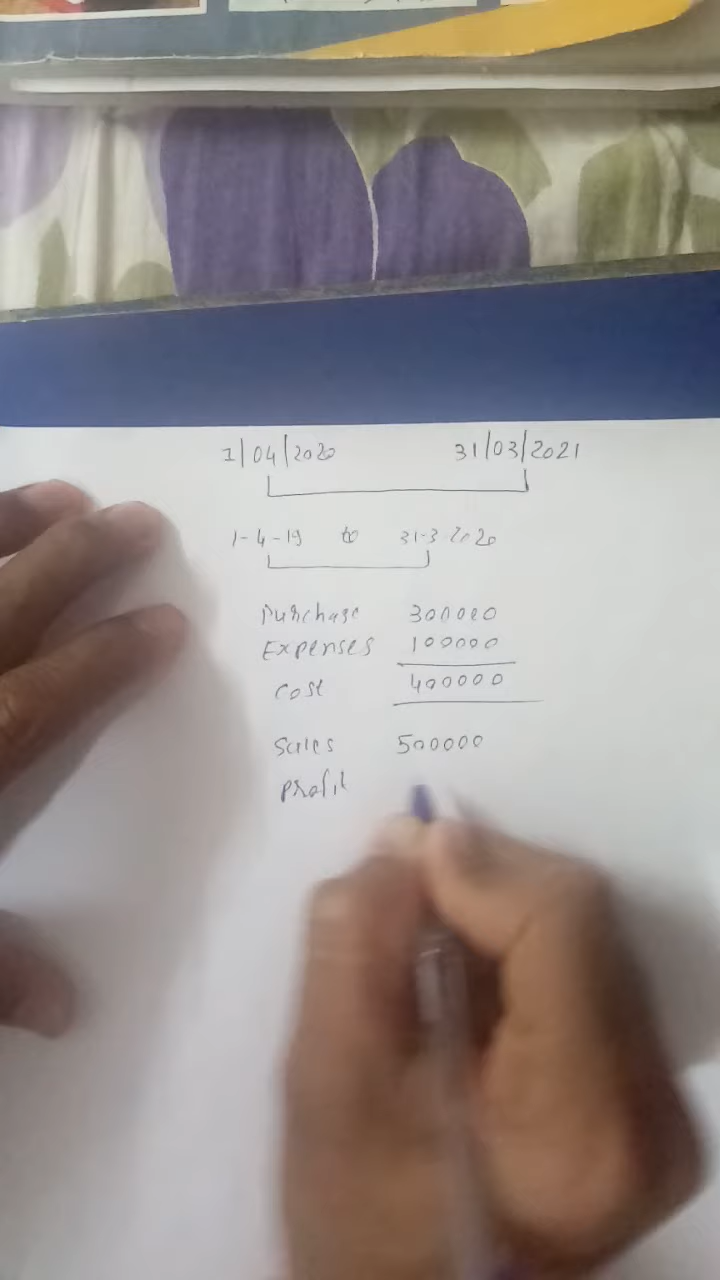 1/04/2020 31/03/2021
1-4-19 to 31-3-2020
Purchase 300000
Expenses 100000
Cost 400000
Sales 500000
Profit